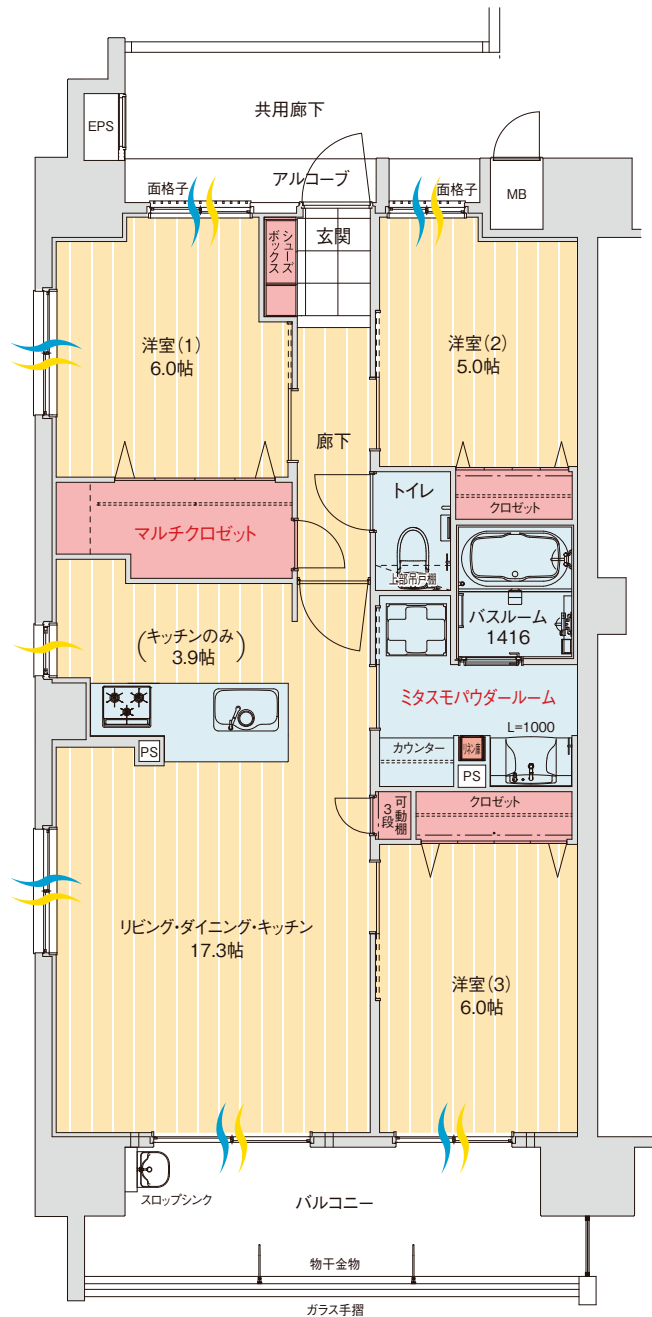 共用廊下
EPS
アルコーブ
面格子
面格子
MB
シューズ
ボックス
玄関
洋室(1)
6.0帖
洋室(2)
5.0帖
廊下
トイレ
クロゼット
マルチクロゼット
上部吊戸棚
バスルーム
1416
(キッチンのみ)
3.9帖
ミタスモパウダールーム
L=1000
カウンター
リネン庫
PS
PS
3段
可動棚
クロゼット
リビング・ダイニング・キッチン
17.3帖
洋室(3)
6.0帖
スロップシンク
バルコニー
物干金物
ガラス手摺